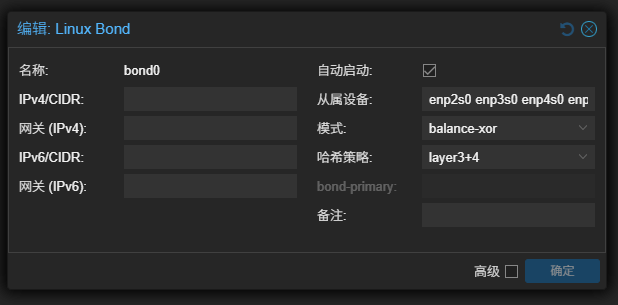 编辑: Linux Bond
名称: bond0
自动启动:
IPv4/CIDR:
从属设备: enp2s0 enp3s0 enp4s0 enp
网关 (IPv4):
模式: balance-xor
IPv6/CIDR:
哈希策略: layer3+4
网关 (IPv6):
bond-primary:
备注:
高级 确定